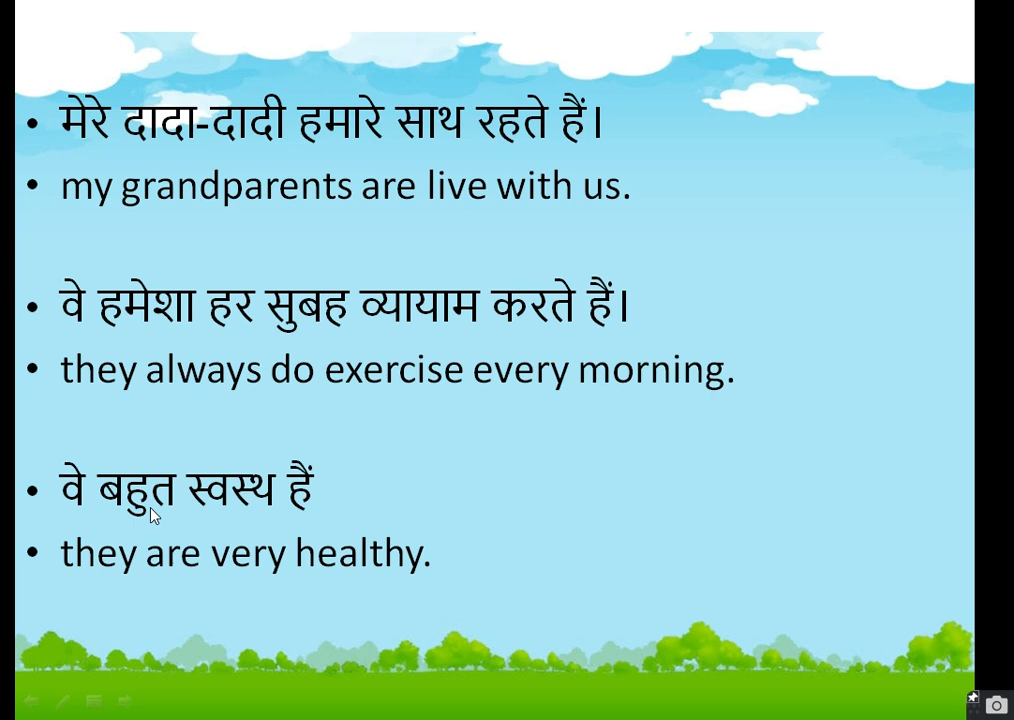 • मेरे दादा-दादी हमारे साथ रहते हैं।
• my grandparents are live with us.
• वे हमेशा हर सुबह व्यायाम करते हैं।
• they always do exercise every morning.
• वे बहुत स्वस्थ हैं
• they are very healthy.